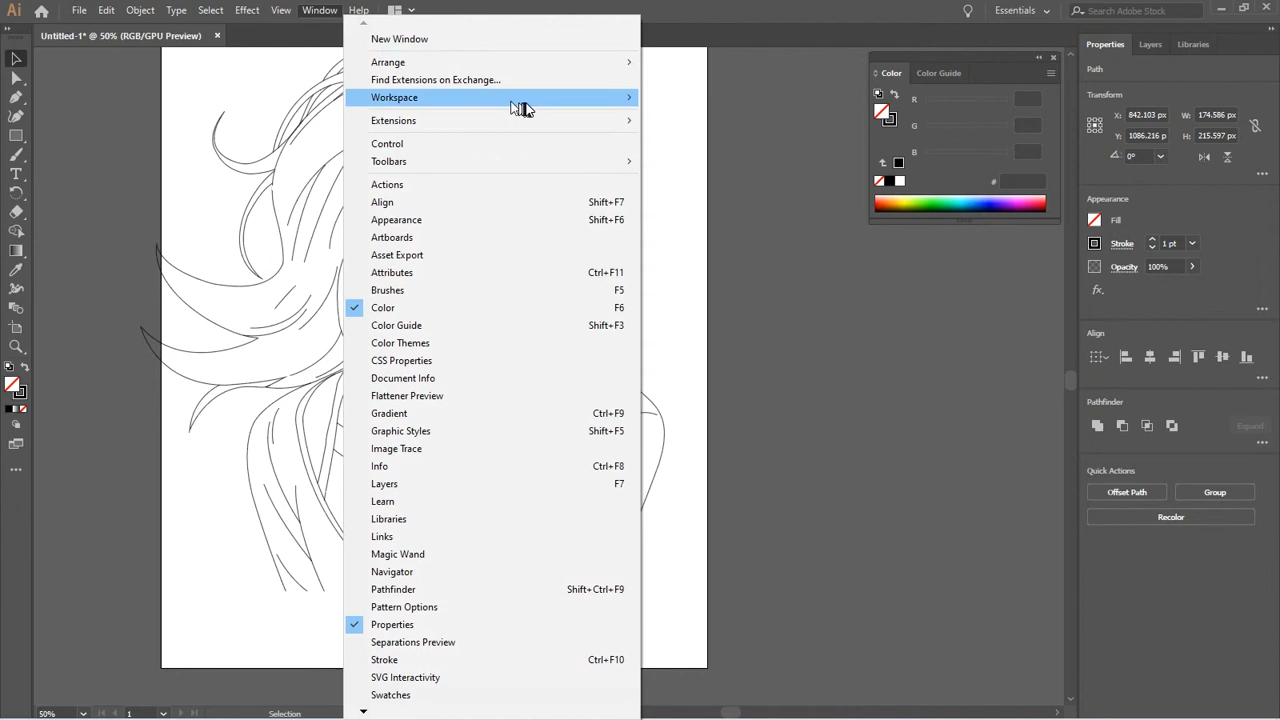 Ai
File
Edit
Object
Type
Select
Effect
View
Window
Help
Essentials
Search Adobe Stock
Untitled-1* @ 50% (RGB/GPU Preview)
New Window
Arrange
Find Extensions on Exchange...
Workspace
Extensions
Control
Toolbars
Actions
Align Shift+F7
Appearance Shift+F6
Artboards
Asset Export
Attributes Ctrl+F11
Brushes F5
Color F6
Color Guide Shift+F3
Color Themes
CSS Properties
Document Info
Flattener Preview
Gradient Ctrl+F9
Graphic Styles Shift+F5
Image Trace
Info Ctrl+F8
Layers F7
Learn
Libraries
Links
Magic Wand
Navigator
Pathfinder Shift+Ctrl+F9
Pattern Options
Properties
Separations Preview
Stroke Ctrl+F10
SVG Interactivity
Swatches
Color
Color Guide
R
G
B
#
Properties
Layers
Libraries
Path
Transform
X: 842.103 px W: 174.586 px
Y: 1086.216 p H: 215.597 px
0°
Appearance
Fill
Stroke 1 pt
Opacity 100%
fx.
Align
Pathfinder
Expand
Quick Actions
Offset Path
Group
Recolor
50%
1
Selection